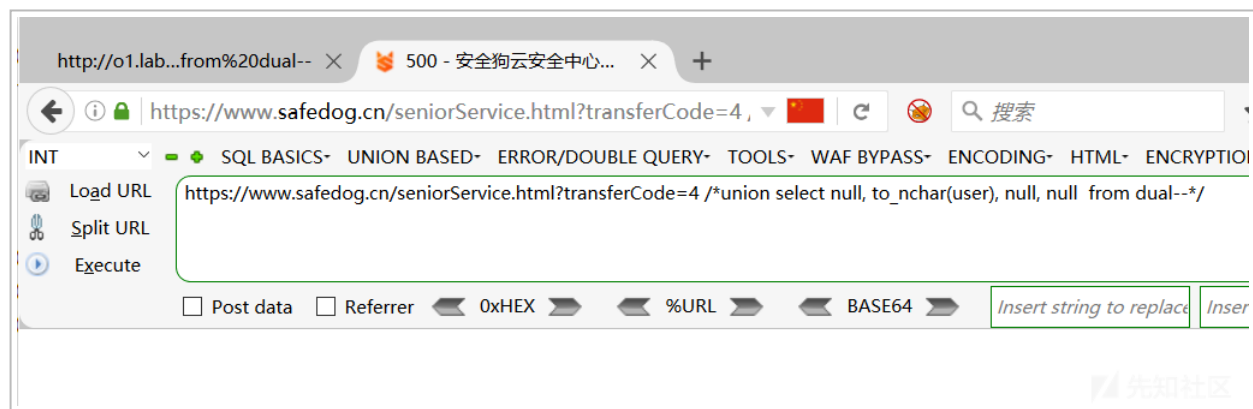 http://o1.lab...from%20dual--
500 - 安全狗云安全中心...
https://www.safedog.cn/seniorService.html?transferCode=4 /
搜索
INT SQL BASICS UNION BASED ERROR/DOUBLE QUERY TOOLS WAF BYPASS ENCODING HTML ENCRYPTIO
Load URL
https://www.safedog.cn/seniorService.html?transferCode=4 /*union select null, to_nchar(user), null, null  from dual--*/
Split URL
Execute
Post data Referrer 0xHEX %URL BASE64 Insert string to replace Inser
先知社区